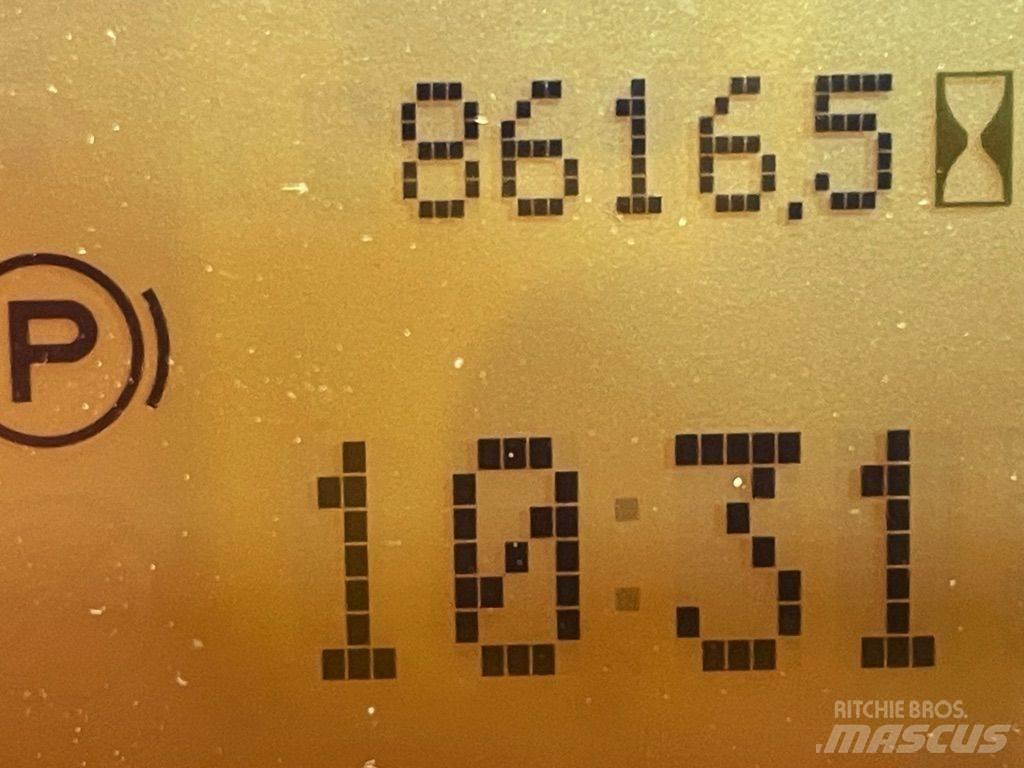 8616.5
P
10:31
RITCHIE BROS.
.MASCUS